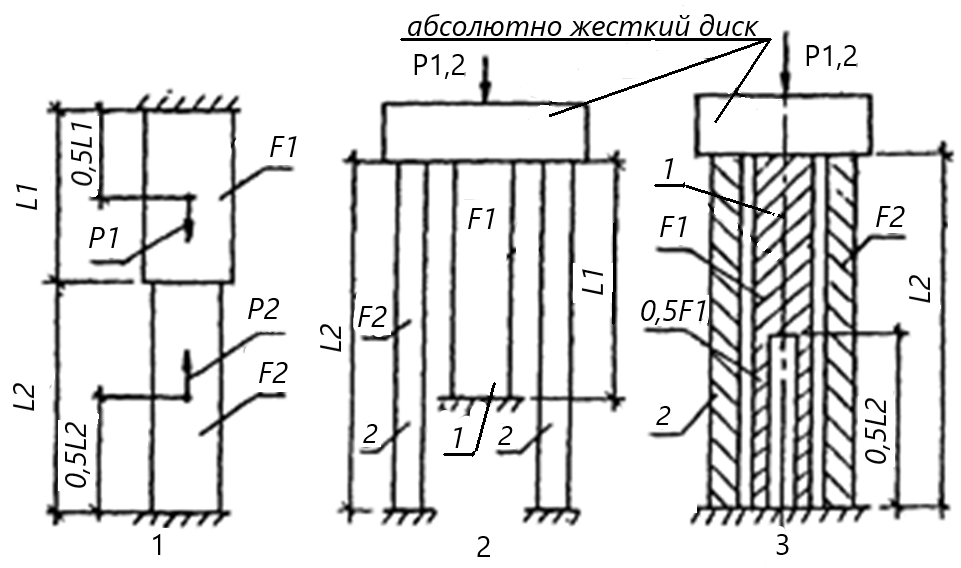 абсолютно жесткий диск
P1,2
P1,2
L1
0,5L1
F1
P1
P2
F2
L2
0,5L2
1
F1
F2
L1
L2
2
1
2
2
1
F1
F2
0,5F1
2
0,5L2
L2
3